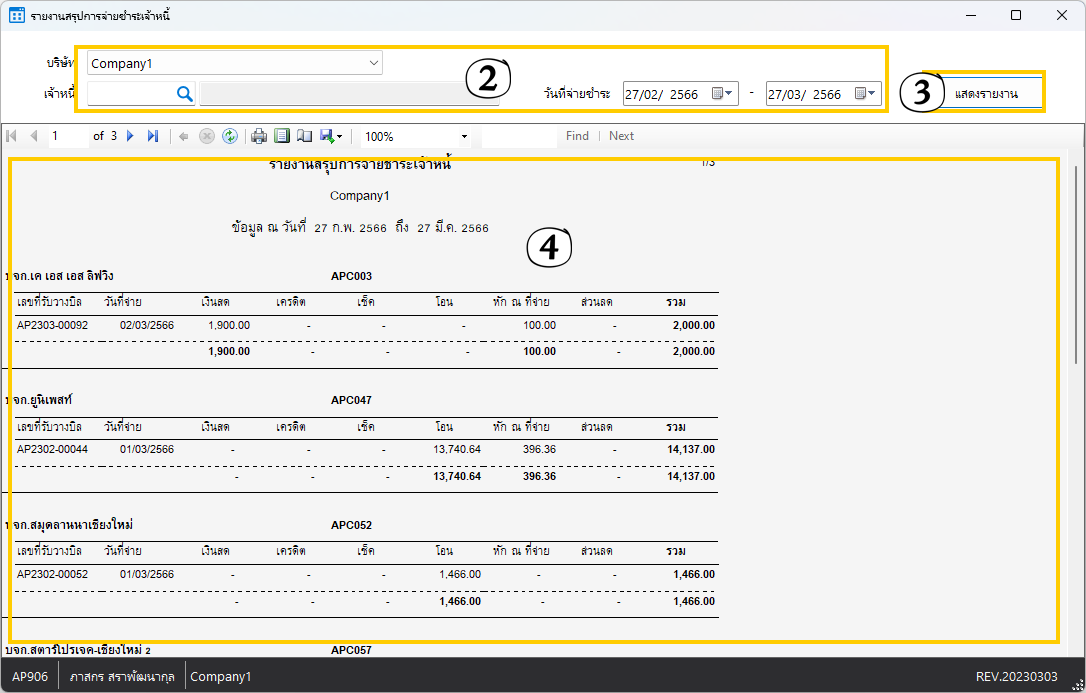 รายงานสรุปการจ่ายชำระเจ้าหนี้
บริษัท Company1
เจ้าหนี้ วันที่จ่ายชำระ 27/02/ 2566 - 27/03/ 2566 แสดงรายงาน
2
3
1 of 3 100% Find | Next
รายงานสรุปการจ่ายชำระเจ้าหนี้ 1/3
Company1
ข้อมูล ณ วันที่ 27 ก.พ. 2566 ถึง 27 มี.ค. 2566
4
บจก.เค เอส เอส ลิฟวิง APC003
เลขที่รับวางบิล วันที่จ่าย เงินสด เครดิต เช็ค โอน หัก ณ ที่จ่าย ส่วนลด รวม
AP2303-00092 02/03/2566 1,900.00 - - - 100.00 - 2,000.00
1,900.00 - - - 100.00 - 2,000.00
บจก.ยูนิเพสท์ APC047
เลขที่รับวางบิล วันที่จ่าย เงินสด เครดิต เช็ค โอน หัก ณ ที่จ่าย ส่วนลด รวม
AP2302-00044 01/03/2566 - - - 13,740.64 396.36 - 14,137.00
- - - 13,740.64 396.36 - 14,137.00
บจก.สมุดลานนาเชียงใหม่ APC052
เลขที่รับวางบิล วันที่จ่าย เงินสด เครดิต เช็ค โอน หัก ณ ที่จ่าย ส่วนลด รวม
AP2302-00052 01/03/2566 - - - 1,466.00 - - 1,466.00
- - - 1,466.00 - - 1,466.00
บจก.สตาร์โปรเจค-เชียงใหม่ 2 APC057
AP906 ภาสกร สราพัฒนากุล Company1 REV.20230303